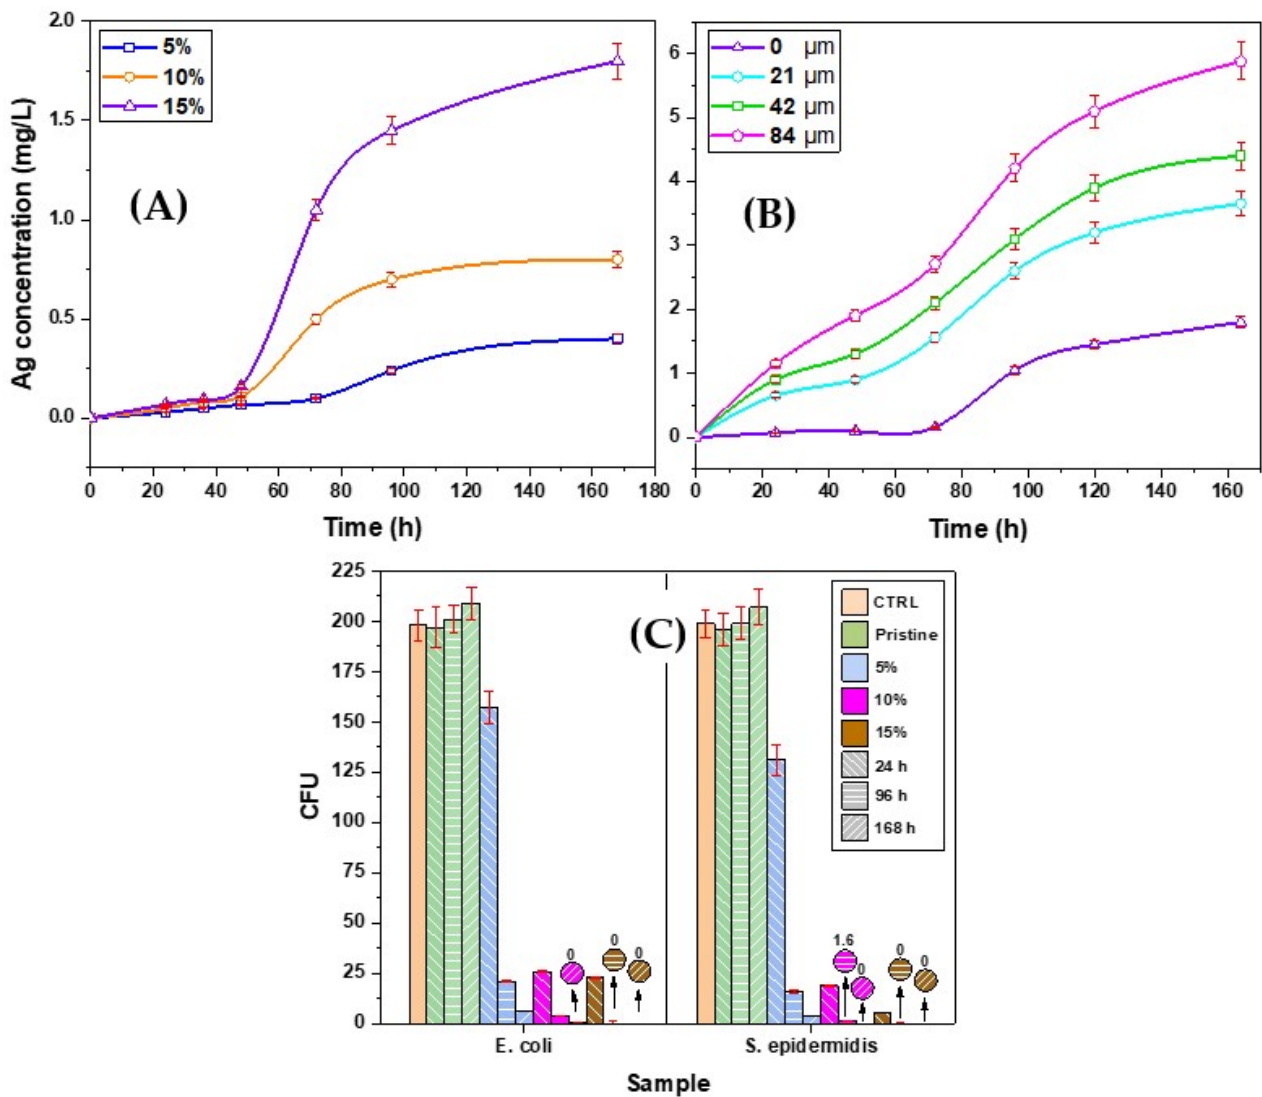 2.0
1.5
1.0
0.5
0.0
Ag concentration (mg/L)
5%
10%
15%
(A)
0 20 40 60 80 100 120 140 160 180
Time (h)
6
5
4
3
2
1
0
0 µm
21 µm
42 µm
84 µm
(B)
0 20 40 60 80 100 120 140 160
Time (h)
225
200
175
150
125
100
75
50
25
0
CFU
(C)
CTRL
Pristine
5%
10%
15%
24 h
96 h
168 h
0 0 0 1.6 0 0 0
E. coli S. epidermidis
Sample